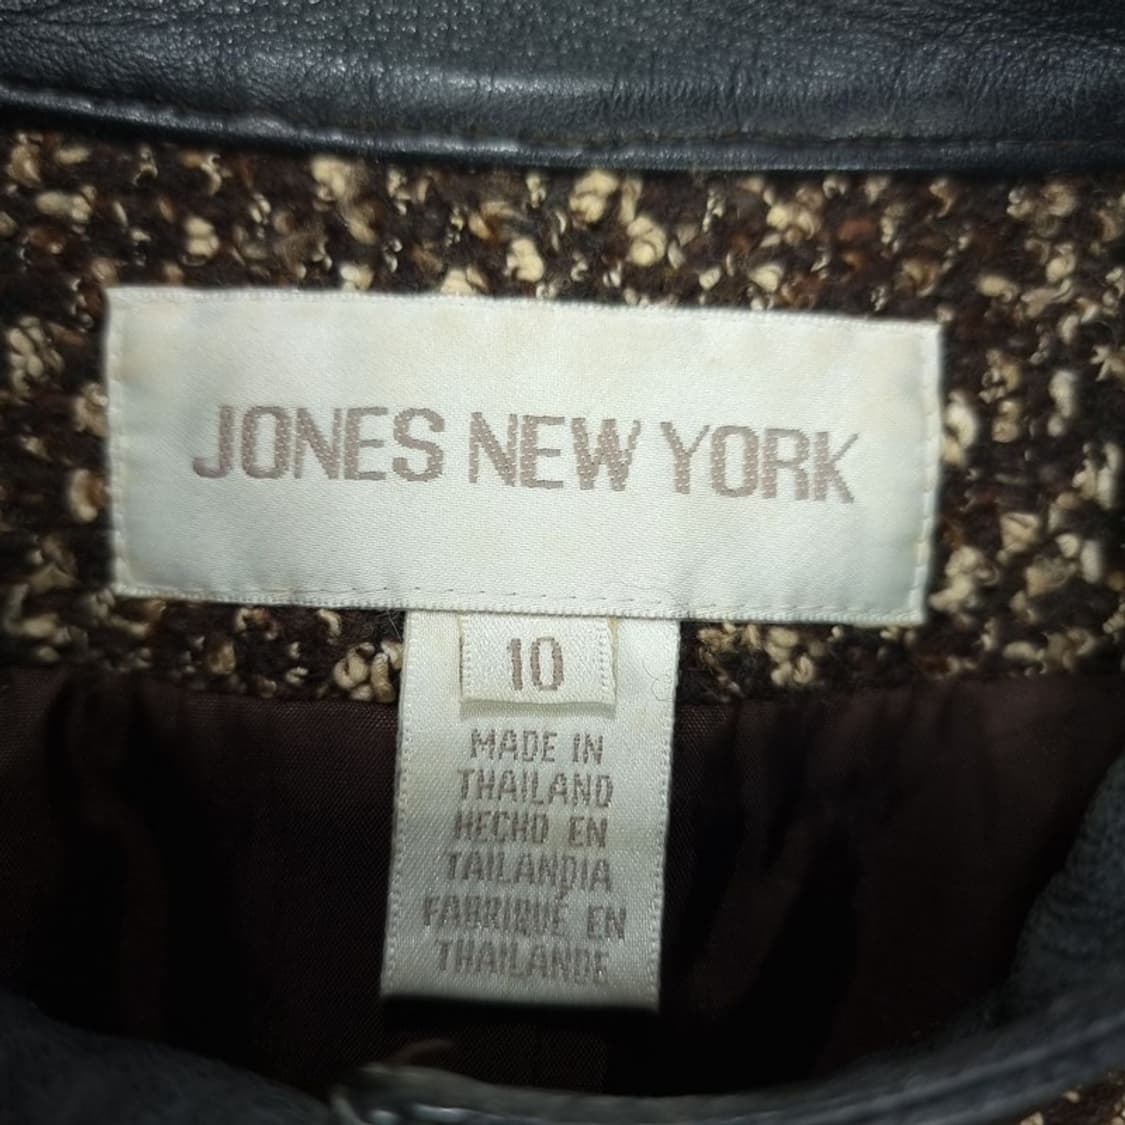 JONES NEW YORK
10
MADE IN
THAILAND
HECHO EN
TAILANDIA
FABRIQUÉ EN
THAILANDE